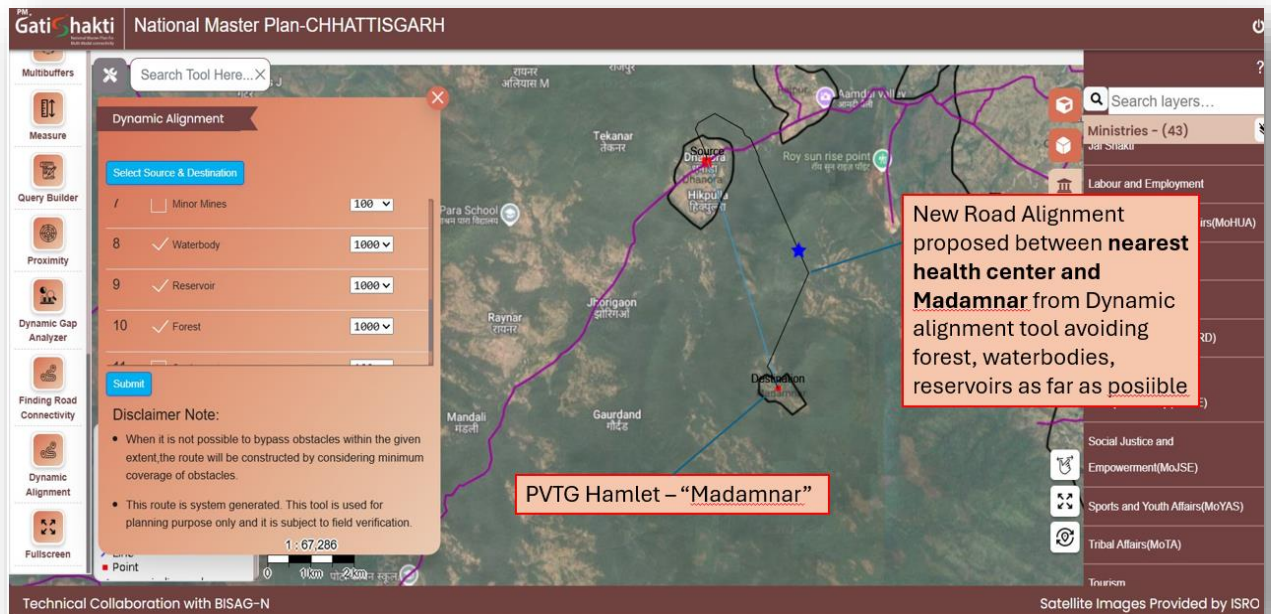 PM
GatiShakti
National Master Plan-CHHATTISGARH
Multibuffers
Measure
Query Builder
Proximity
Dynamic Gap
Analyzer
Finding Road
Connectivity
Dynamic
Alignment
Fullscreen
Search Tool Here...
Dynamic Alignment
Select Source & Destination
7 Minor Mines 100
8 Waterbody 1000
9 Reservoir 1000
10 Forest 1000
Submit
Disclaimer Note:
When it is not possible to bypass obstacles within the given
extent,the route will be constructed by considering minimum
coverage of obstacles.
This route is system generated. This tool is used for
planning purpose only and it is subject to field verification.
1 : 67,286
Point
0 1km 2km
Tekanar
तेकनर
Source
Hikpulla
Roy sun rise point
Para School
Jhorigaon
Raynar
रायनर
Mandali
मंडली
Gaurdand
गौर्दंड
Destination
PVTG Hamlet – “Madamnar”
New Road Alignment
proposed between nearest
health center and
Madamnar from Dynamic
alignment tool avoiding
forest, waterbodies,
reservoirs as far as posiible
Search layers...
Ministries - (43)
Jal Shakti
Labour and Employment
irs(MoHUA)
Social Justice and
Empowerment(MoJSE)
Sports and Youth Affairs(MoYAS)
Tribal Affairs(MoTA)
Tourism
Technical Collaboration with BISAG-N
Satellite Images Provided by ISRO